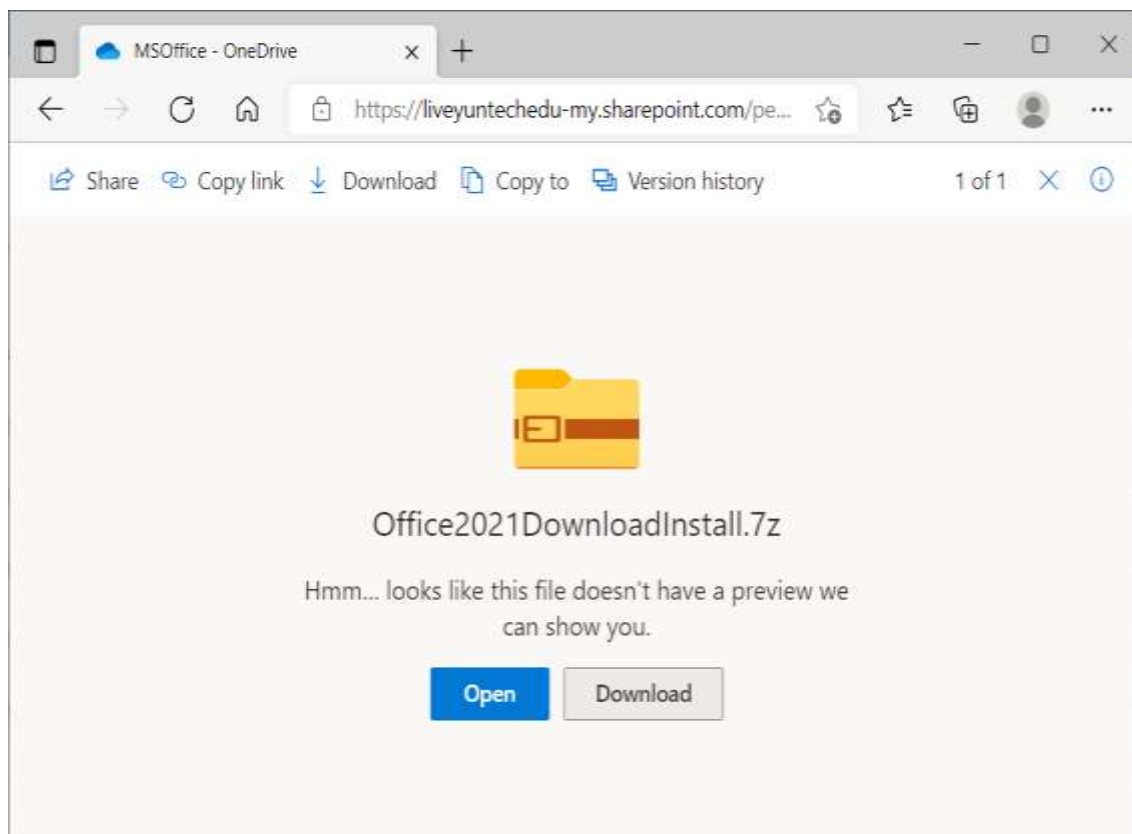 MSOffice - OneDrive
https://liveyuntechedu-my.sharepoint.com/pe...
Share Copy link Download Copy to Version history 1 of 1
Office2021DownloadInstall.7z
Hmm... looks like this file doesn't have a preview we
can show you.
Open Download